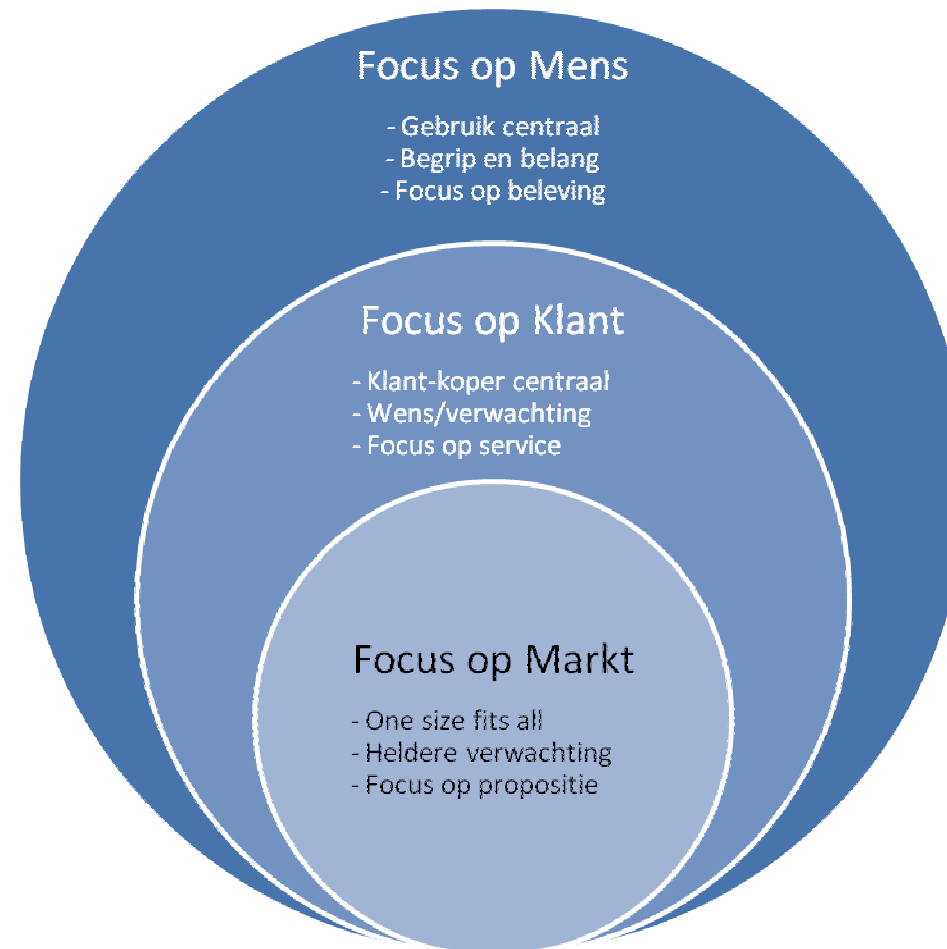 Focus op Mens
- Gebruik centraal
- Begrip en belang
- Focus op beleving
Focus op Klant
- Klant-koper centraal
- Wens/verwachting
- Focus op service
Focus op Markt
- One size fits all
- Heldere verwachting
- Focus op propositie